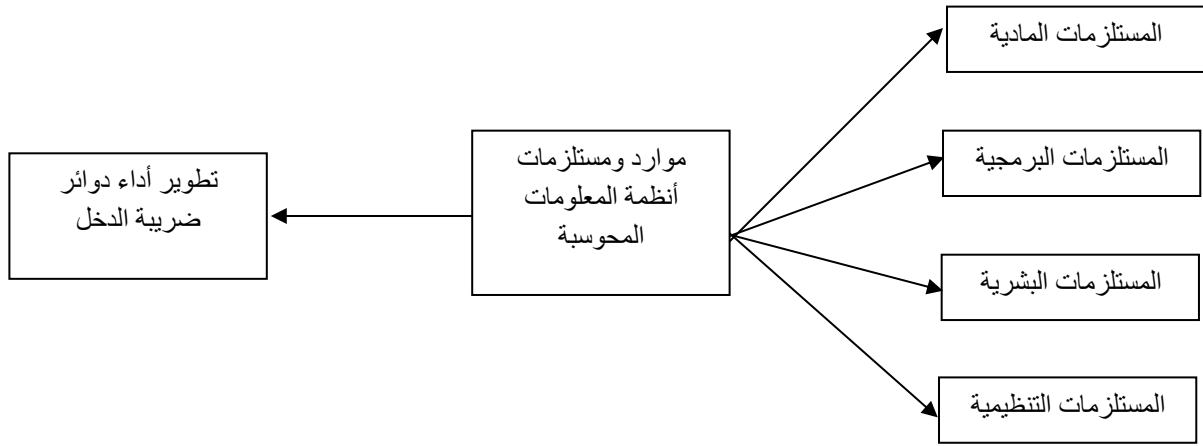 المستلزمات المادية
المستلزمات البرمجية
المستلزمات البشرية
المستلزمات التنظيمية
موارد ومستلزمات
أنظمة المعلومات
المحوسبة
تطوير أداء دوائر
ضريبة الدخل